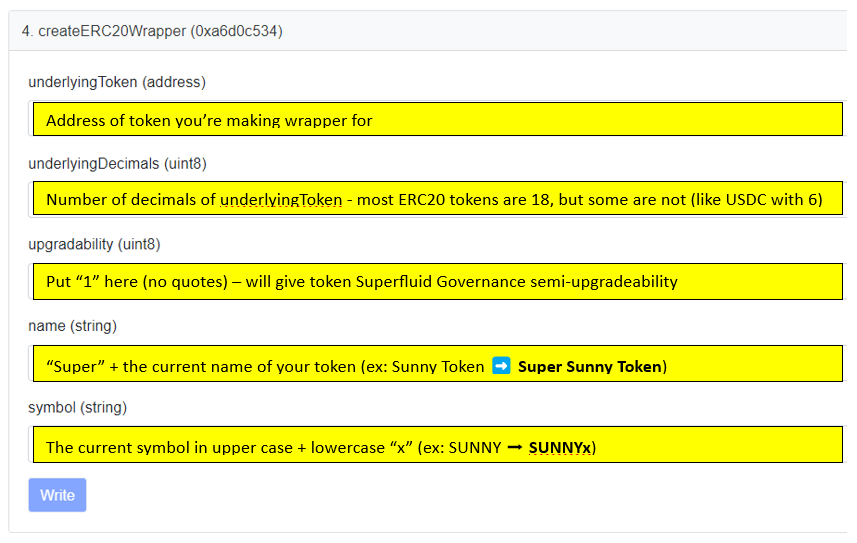 4. createERC20Wrapper (0xa6d0c534)
underlyingToken (address)
Address of token you’re making wrapper for
underlyingDecimals (uint8)
Number of decimals of underlyingToken - most ERC20 tokens are 18, but some are not (like USDC with 6)
upgradability (uint8)
Put “1” here (no quotes) – will give token Superfluid Governance semi-upgradeability
name (string)
“Super” + the current name of your token (ex: Sunny Token ➡ Super Sunny Token)
symbol (string)
The current symbol in upper case + lowercase “x” (ex: SUNNY ➞ SUNNYx)
Write